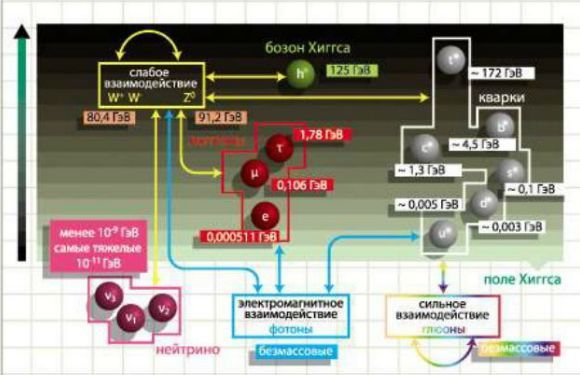 бозон Хиггса
слабое
взаимодействие
W⁺ W⁻ Z⁰
h⁰
125 ГэВ
80,4 ГэВ
91,2 ГэВ
~ 172 ГэВ
кварки
1,78 ГэВ
τ
~ 4,5 ГэВ
μ
0,106 ГэВ
~ 1,3 ГэВ
~ 0,1 ГэВ
~ 0,005 ГэВ
e
0,000511 ГэВ
~ 0,003 ГэВ
менее 10⁻⁹ ГэВ
самые тяжелые
10⁻¹¹ ГэВ
поле Хиггса
ν₃
ν₁
ν₂
нейтрино
электромагнитное
взаимодействие
фотоны
безмассовые
сильное
взаимодействие
глюоны
безмассовые